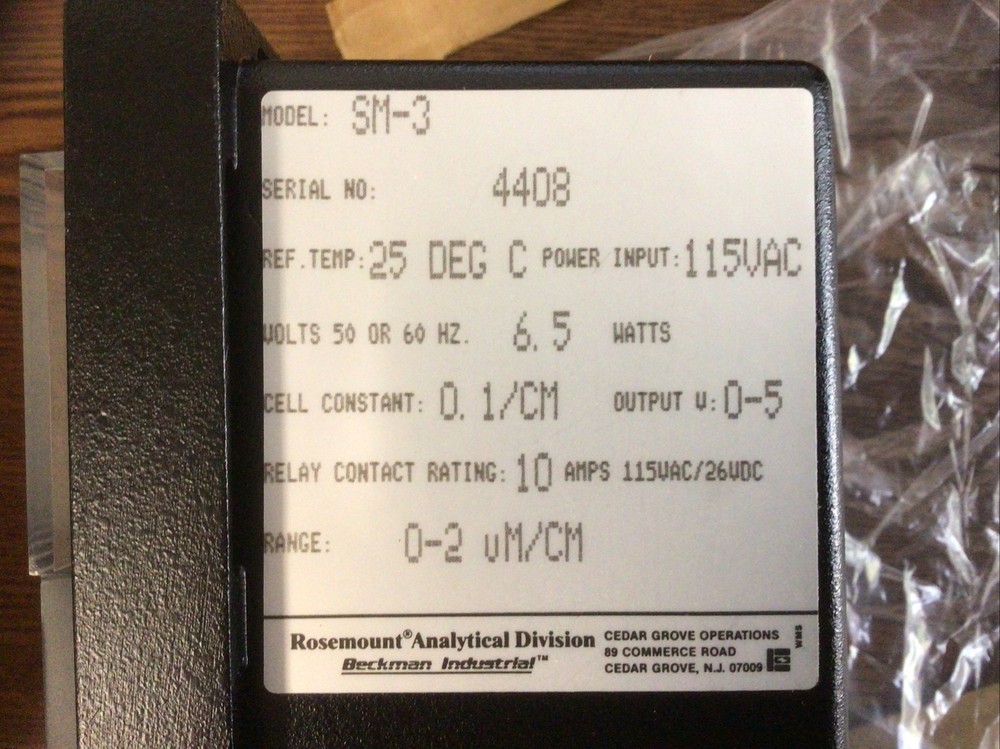 MODEL: SM-3
SERIAL NO: 4408
REF.TEMP: 25 DEG C POWER INPUT: 115VAC
VOLTS 50 OR 60 HZ. 6.5 WATTS
CELL CONSTANT: 0.1/CM OUTPUT V: 0-5
RELAY CONTACT RATING: 10 AMPS 115VAC/26VDC
RANGE: 0-2 uM/CM
Rosemount® Analytical Division
Beckman Industrial™
CEDAR GROVE OPERATIONS
89 COMMERCE ROAD
CEDAR GROVE, N.J. 07009
WMS